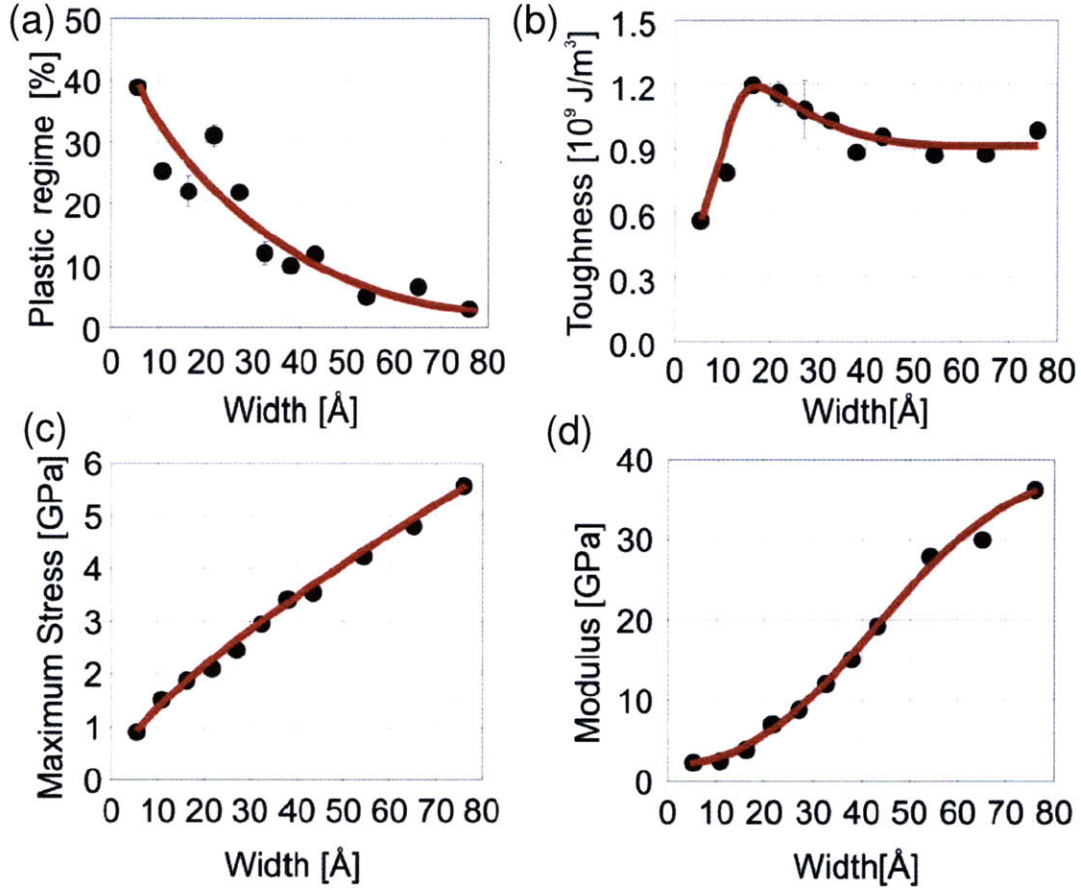 (a)
50
40
30
20
10
0
Plastic regime [%]
0 10 20 30 40 50 60 70 80
Width [Å]
(b)
1.5
1.2
0.9
0.6
0.3
0.0
Toughness [10⁹ J/m³]
0 10 20 30 40 50 60 70 80
Width[Å]
(c)
6
5
4
3
2
1
0
Maximum Stress [GPa]
0 10 20 30 40 50 60 70 80
Width [Å]
(d)
40
30
20
10
0
Modulus [GPa]
0 10 20 30 40 50 60 70 80
Width[Å]